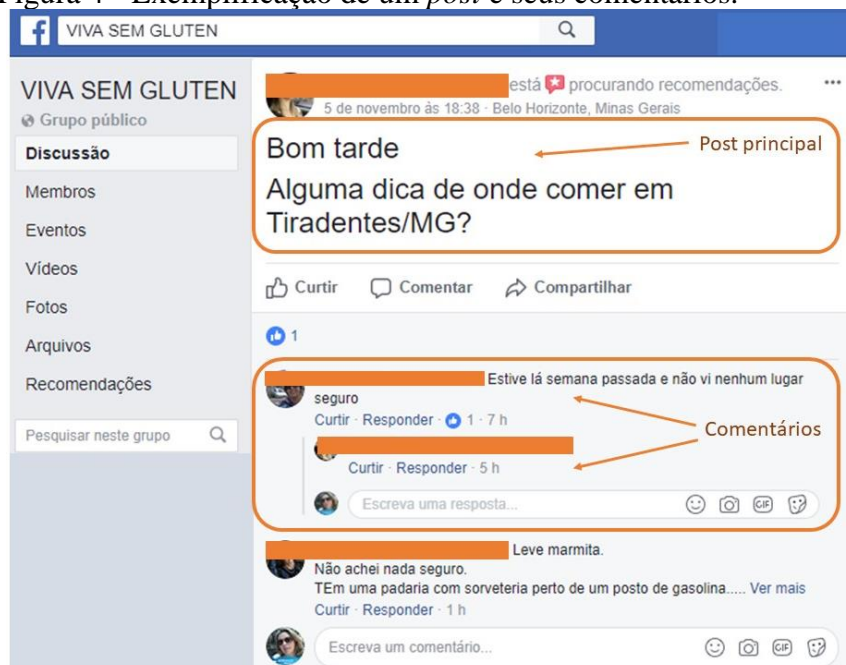 Figura 4 - Exemplificação de um post e seus comentários.
f VIVA SEM GLUTEN
VIVA SEM GLUTEN
Grupo público
Discussão
Membros
Eventos
Vídeos
Fotos
Arquivos
Recomendações
Pesquisar neste grupo
está procurando recomendações.
5 de novembro às 18:38 · Belo Horizonte, Minas Gerais
Bom tarde
Post principal
Alguma dica de onde comer em
Tiradentes/MG?
Curtir Comentar Compartilhar
1
Estive lá semana passada e não vi nenhum lugar
seguro
Curtir · Responder · 1 · 7 h
Comentários
Curtir · Responder · 5 h
Escreva uma resposta...
GIF
Leve marmita.
Não achei nada seguro.
TEm uma padaria com sorveteria perto de um posto de gasolina..... Ver mais
Curtir · Responder · 1 h
Escreva um comentário...
GIF